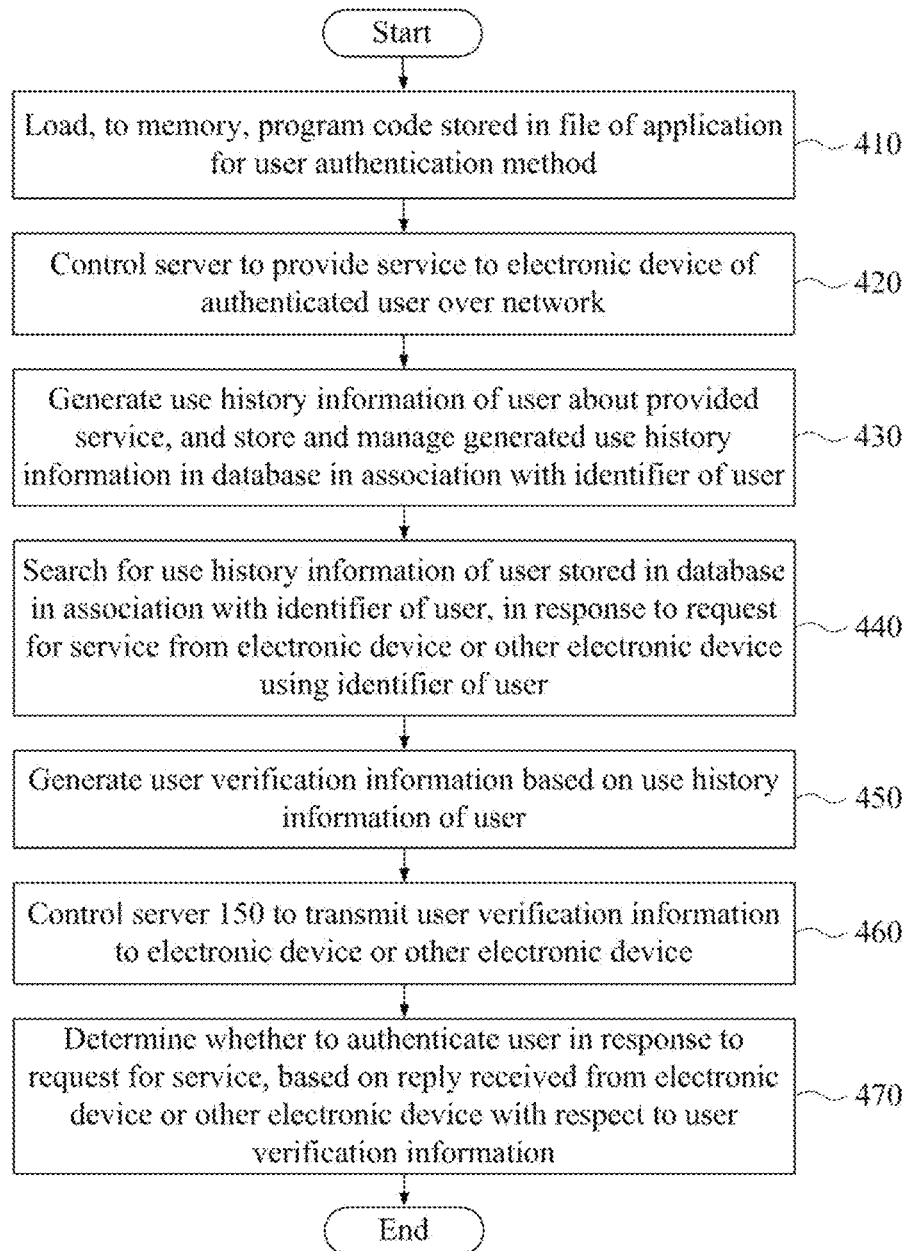 Start
Load, to memory, program code stored in file of application
for user authentication method
410
Control server to provide service to electronic device of
authenticated user over network
420
Generate use history information of user about provided
service, and store and manage generated use history
information in database in association with identifier of user
430
Search for use history information of user stored in database
in association with identifier of user, in response to request
for service from electronic device or other electronic device
using identifier of user
440
Generate user verification information based on use history
information of user
450
Control server 150 to transmit user verification information
to electronic device or other electronic device
460
Determine whether to authenticate user in response to
request for service, based on reply received from electronic
device or other electronic device with respect to user
verification information
470
End